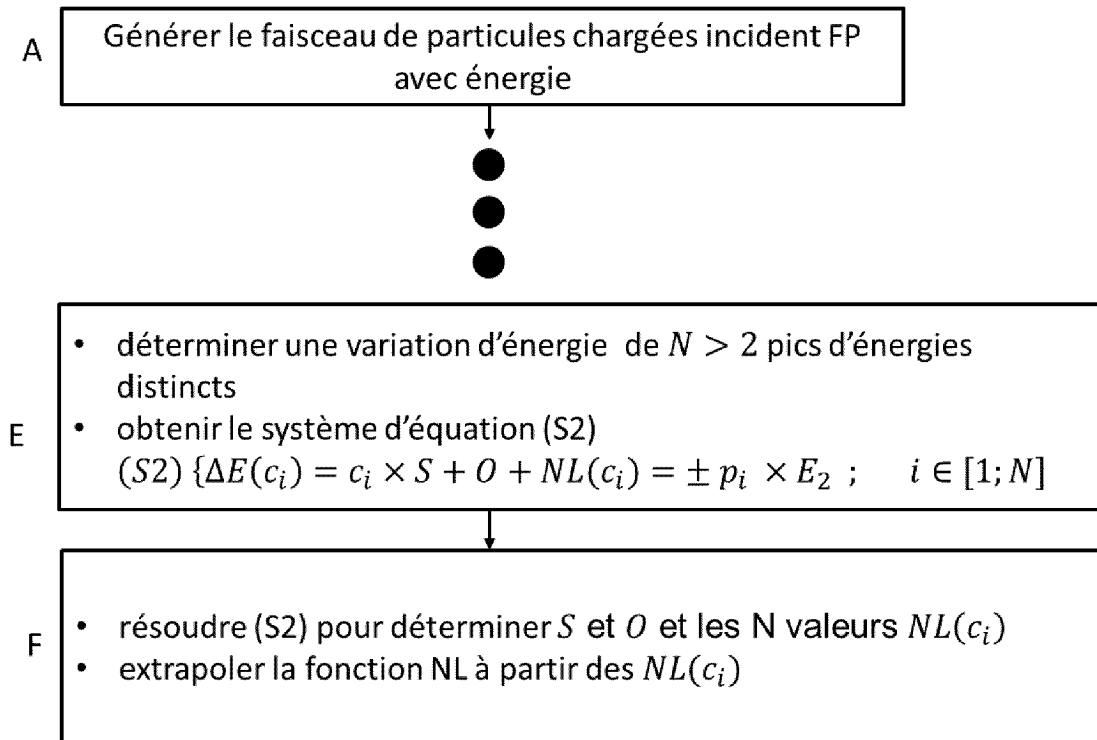 A
Générer le faisceau de particules chargées incident FP
avec énergie
E
• déterminer une variation d'énergie de N > 2 pics d'énergies
distincts
• obtenir le système d'équation (S2)
(S2) {ΔE(cᵢ) = cᵢ × S + O + NL(cᵢ) = ± pᵢ × E₂ ; i ∈ [1; N]
F
• résoudre (S2) pour déterminer S et O et les N valeurs NL(cᵢ)
• extrapoler la fonction NL à partir des NL(cᵢ)